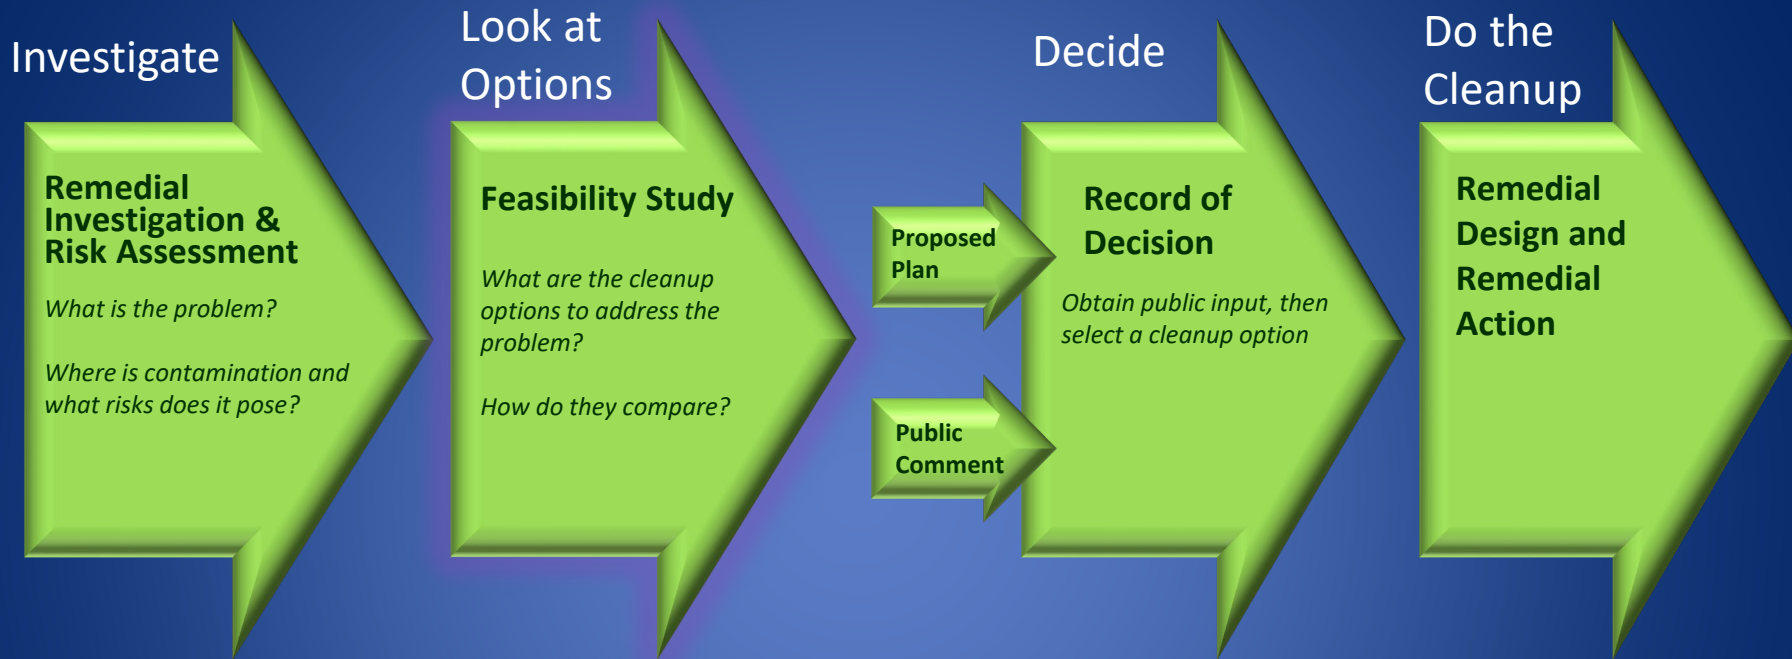 Investigate
Remedial
Investigation &
Risk Assessment
What is the problem?
Where is contamination and
what risks does it pose?
Look at
Options
Feasibility Study
What are the cleanup
options to address the
problem?
How do they compare?
Proposed
Plan
Public
Comment
Decide
Record of
Decision
Obtain public input, then
select a cleanup option
Do the
Cleanup
Remedial
Design and
Remedial
Action